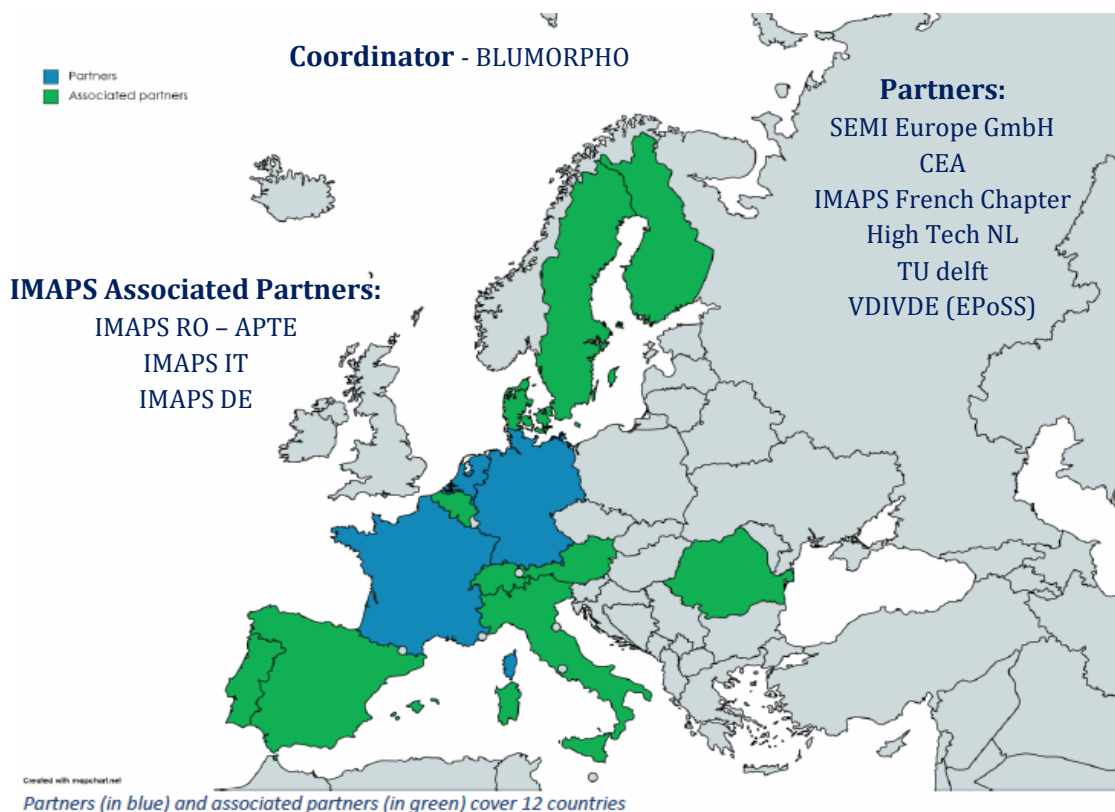 Coordinator - BLUMORPHO
Partners
Associated partners
Partners:
SEMI Europe GmbH
CEA
IMAPS French Chapter
High Tech NL
TU delft
VDIVDE (EPoSS)
IMAPS Associated Partners:
IMAPS RO – APTE
IMAPS IT
IMAPS DE
Created with mapchart.net
Partners (in blue) and associated partners (in green) cover 12 countries